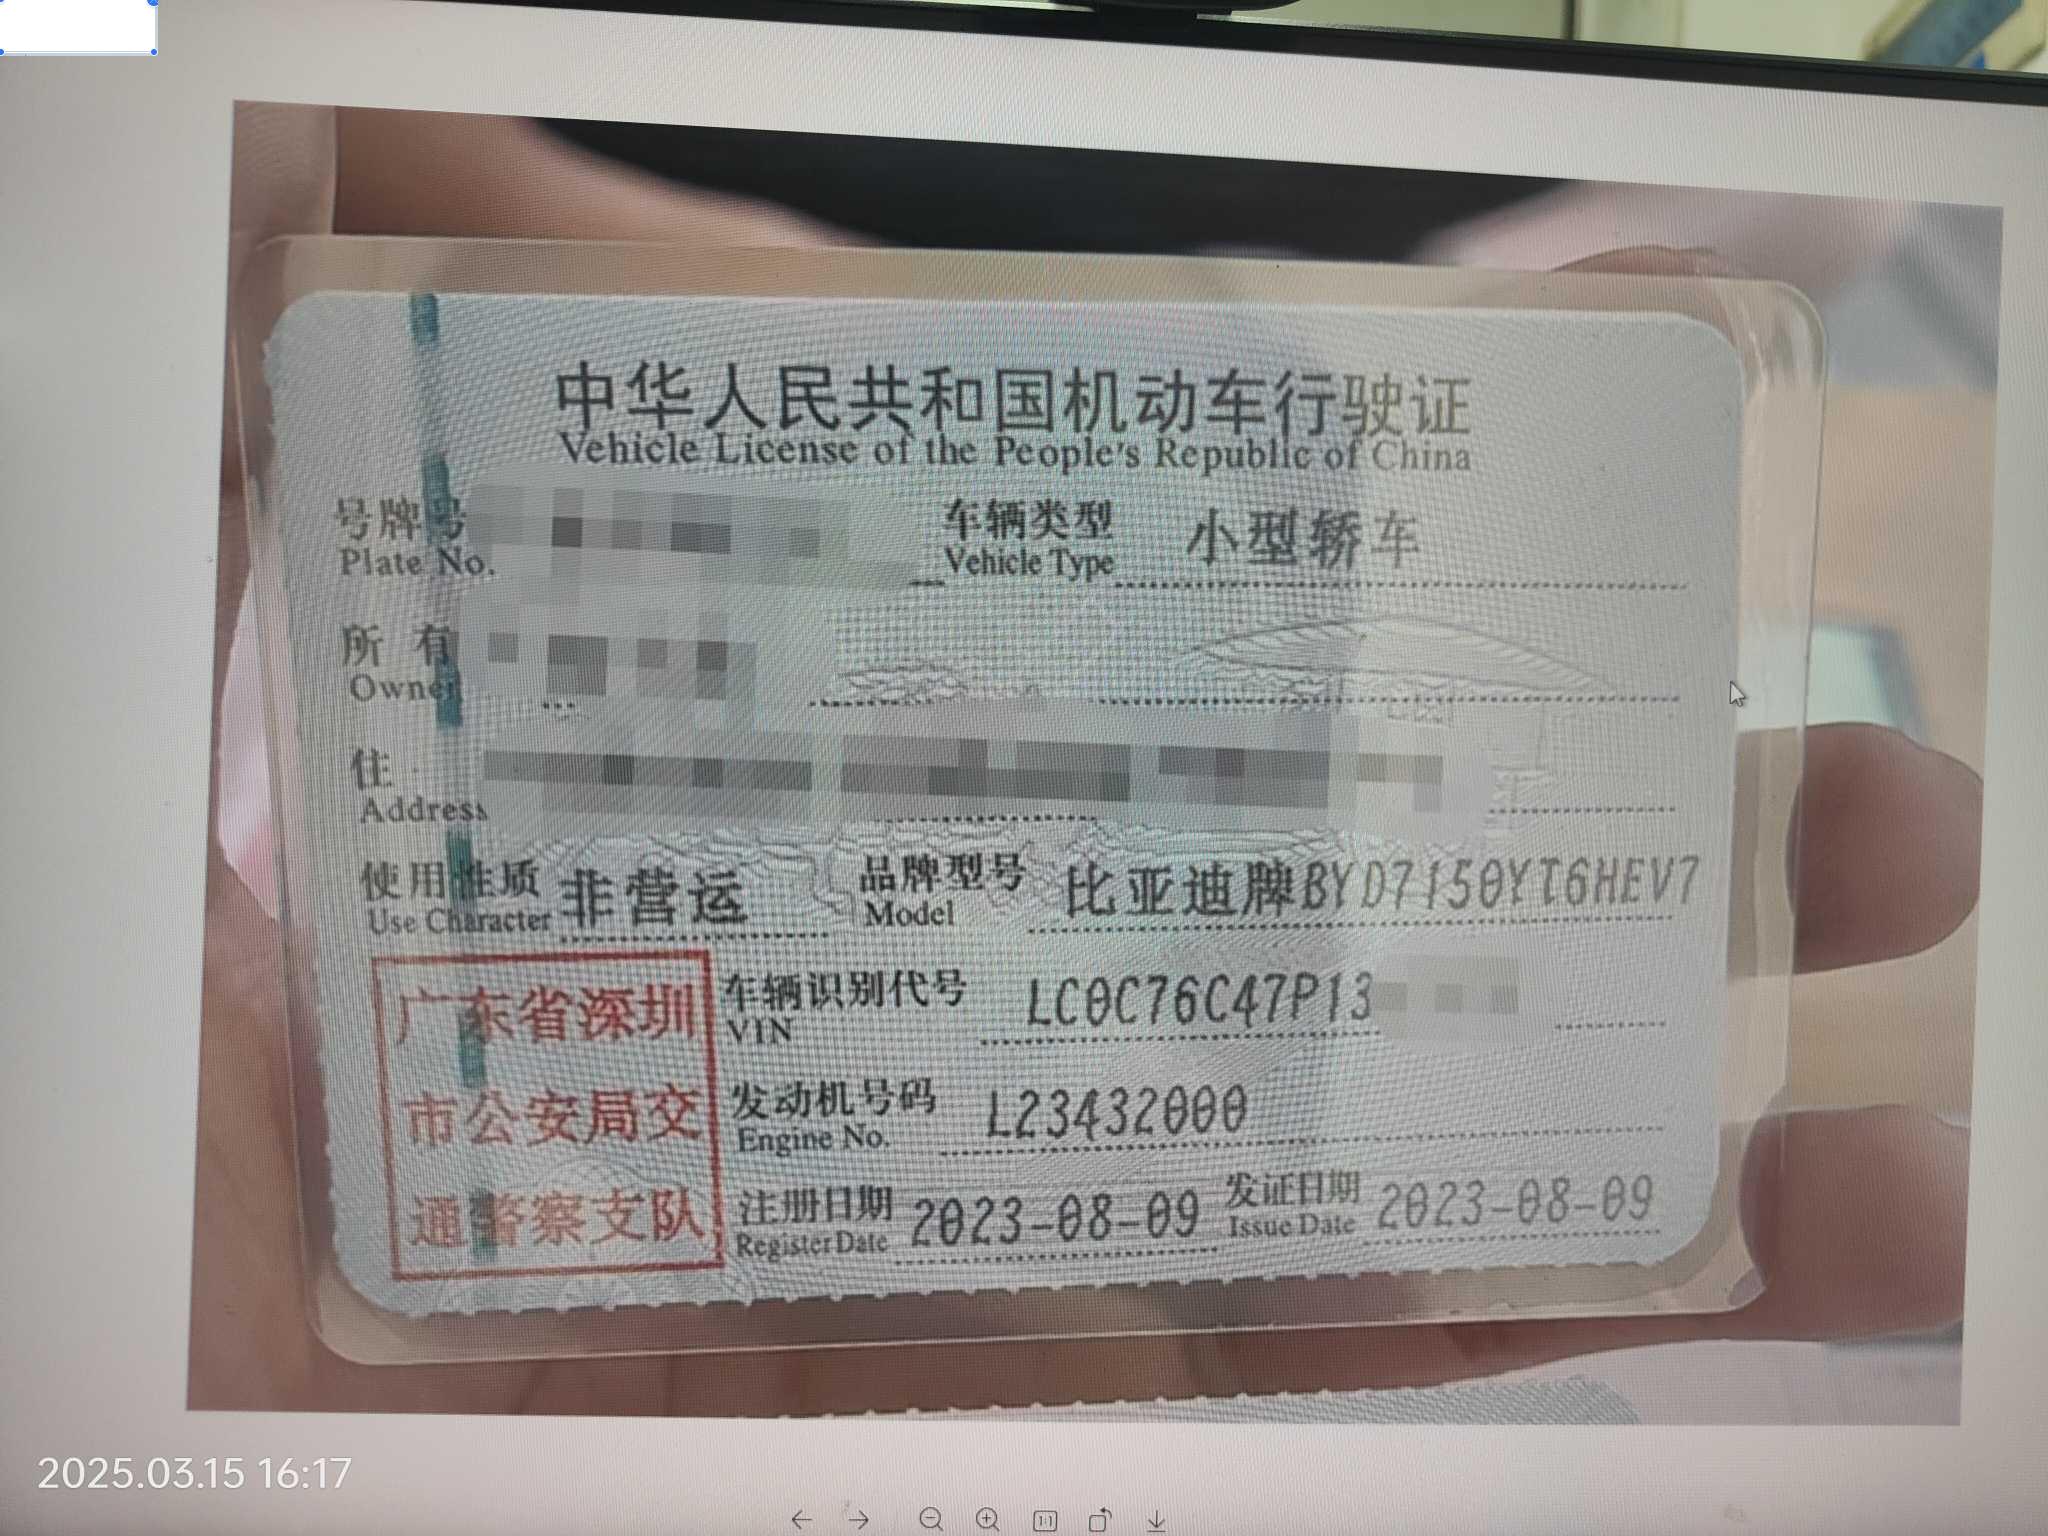 中华人民共和国机动车行驶证
Vehicle License of the People's Republic of China
号牌号 车辆类型 小型轿车
Plate No. Vehicle Type
所 有
Owner
住
Address
使用性质 非营运 品牌型号 比亚迪牌BYD7150YT6HEV7
Use Character Model
广东省深圳
市公安局交
通警察支队
车辆识别代号 LC0C76C47P13
VIN
发动机号码 L23432000
Engine No.
注册日期 2023-08-09 发证日期 2023-08-09
Register Date Issue Date
2025.03.15 16:17
1:1